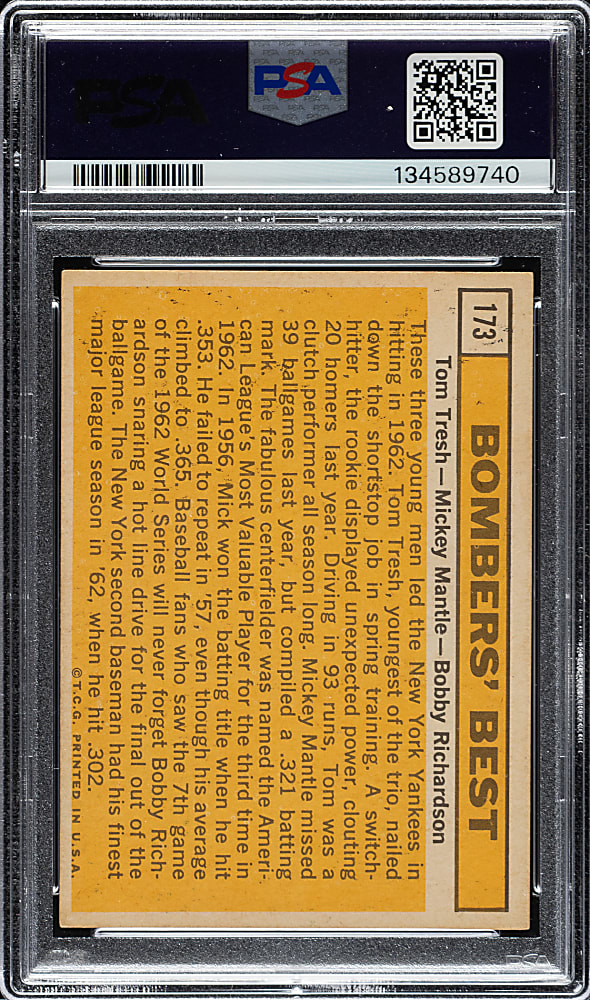 PSA
PSA
134589740
173
BOMBERS' BEST
Tom Tresh—Mickey Mantle—Bobby Richardson
These three young men led the New York Yankees in
hitting in 1962. Tom Tresh, youngest of the trio, nailed
down the shortstop job in spring training. A switch-
hitter, the rookie displayed unexpected power, clouting
20 homers last year. Driving in 93 runs, Tom was a
clutch performer all season long. Mickey Mantle missed
39 ballgames last year, but compiled a .321 batting
mark. The fabulous centerfielder was named the Ameri-
can League's Most Valuable Player for the third time in
1962. In 1956, Mick won the batting title when he hit
.353. He failed to repeat in '57, even though his average
climbed to .365. Baseball fans who saw the 7th game
of the 1962 World Series will never forget Bobby Rich-
ardson snaring a hot line drive for the final out of the
ballgame. The New York second baseman had his finest
major league season in '62, when he hit .302.
©T.C.G. PRINTED IN U.S.A.
PSA